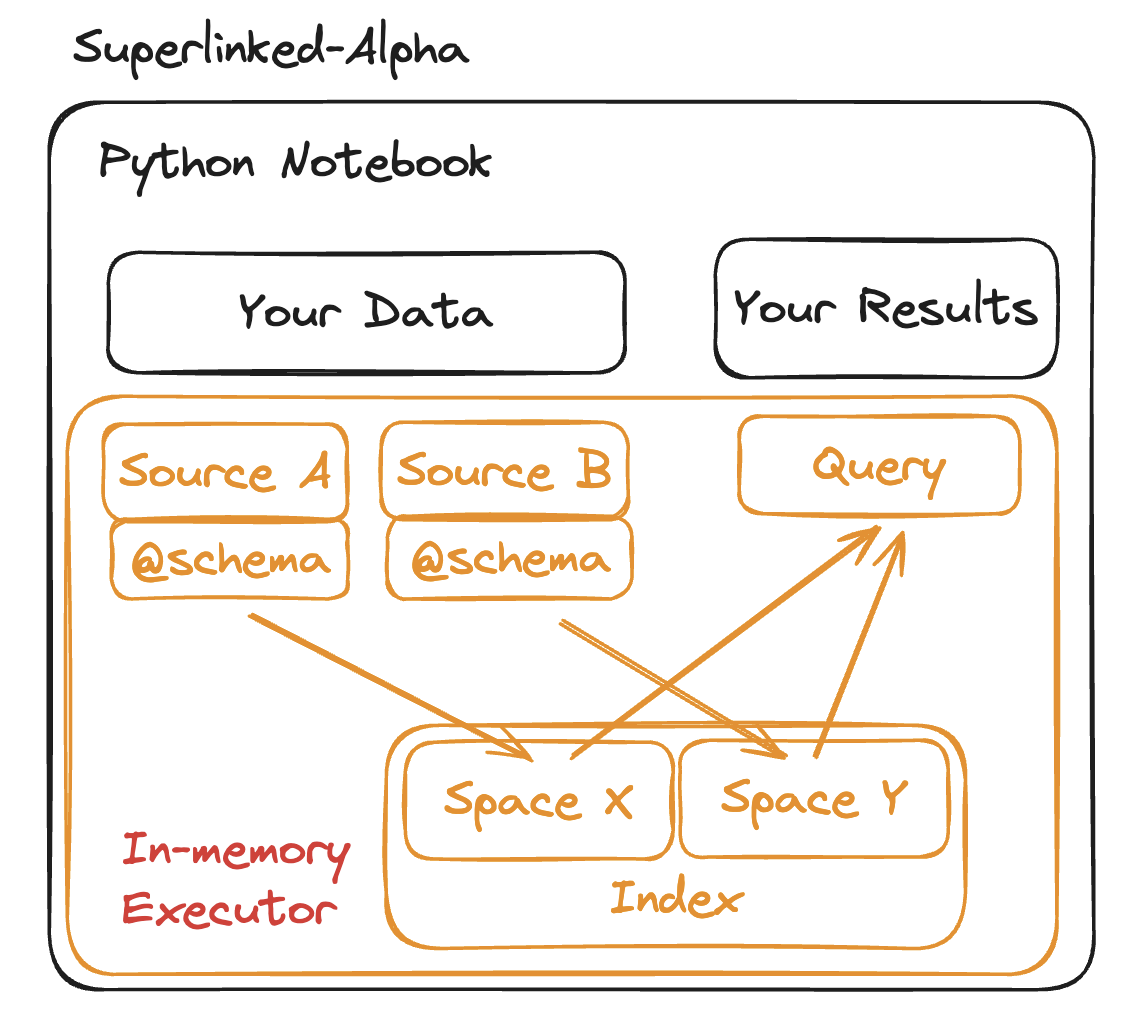 Superlinked-Alpha
Python Notebook
Your Data
Your Results
Source A
Source B
Query
@schema
@schema
Space X
Space Y
In-memory
Executor
Index